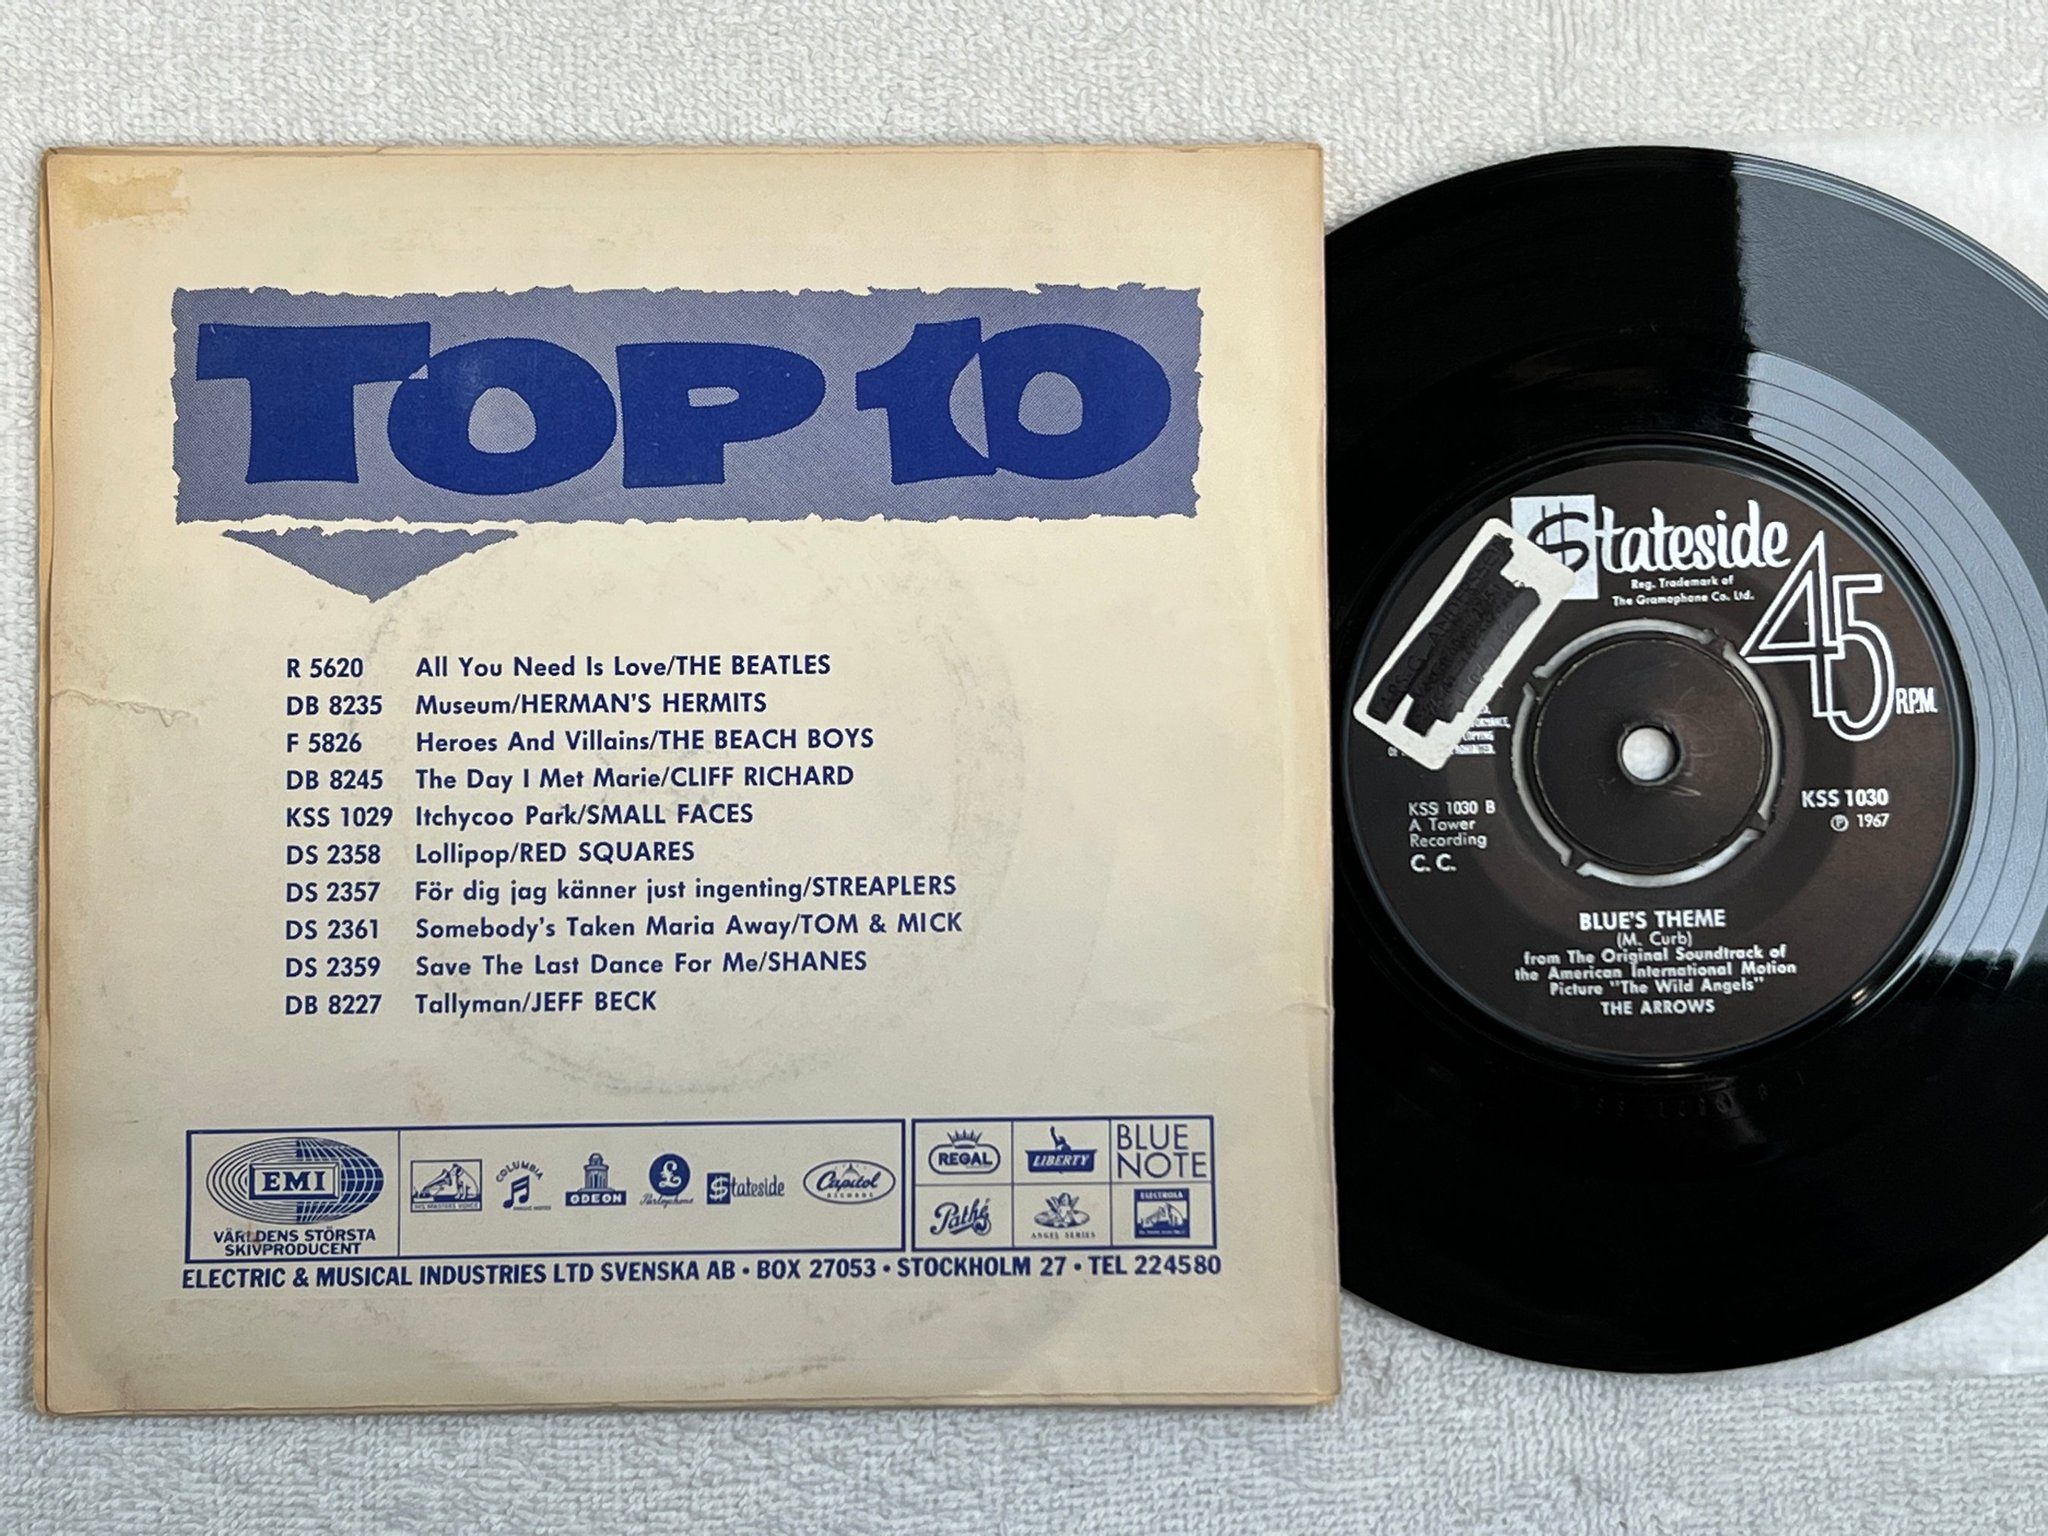 TOP 10
R 5620 All You Need Is Love/THE BEATLES
DB 8235 Museum/HERMAN'S HERMITS
F 5826 Heroes And Villains/THE BEACH BOYS
DB 8245 The Day I Met Marie/CLIFF RICHARD
KSS 1029 Itchycoo Park/SMALL FACES
DS 2358 Lollipop/RED SQUARES
DS 2357 För dig jag känner just ingenting/STREAPLERS
DS 2361 Somebody's Taken Maria Away/TOM & MICK
DS 2359 Save The Last Dance For Me/SHANES
DB 8227 Tallyman/JEFF BECK
EMI
VÄRLDENS STÖRSTA
SKIVPRODUCENT
HIS MASTERS VOICE
COLUMBIA
ODEON
Parlophone
Stateside
Capitol
RECORDS
REGAL
LIBERTY
BLUE
NOTE
Pathé
ANGEL SERIES
ELECTROLA
ELECTRIC & MUSICAL INDUSTRIES LTD SVENSKA AB • BOX 27053 • STOCKHOLM 27 • TEL 224580
Stateside
Reg. Trademark of
The Gramophone Co. Ltd.
45
R.P.M.
KSS 1030 B
A Tower
Recording
C. C.
KSS 1030
Ⓟ 1967
BLUE'S THEME
(M. Curb)
from The Original Soundtrack of
the American International Motion
Picture "The Wild Angels"
THE ARROWS